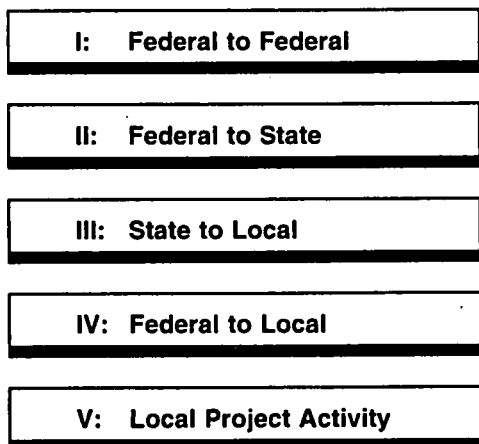 I: Federal to Federal
II: Federal to State
III: State to Local
IV: Federal to Local
V: Local Project Activity